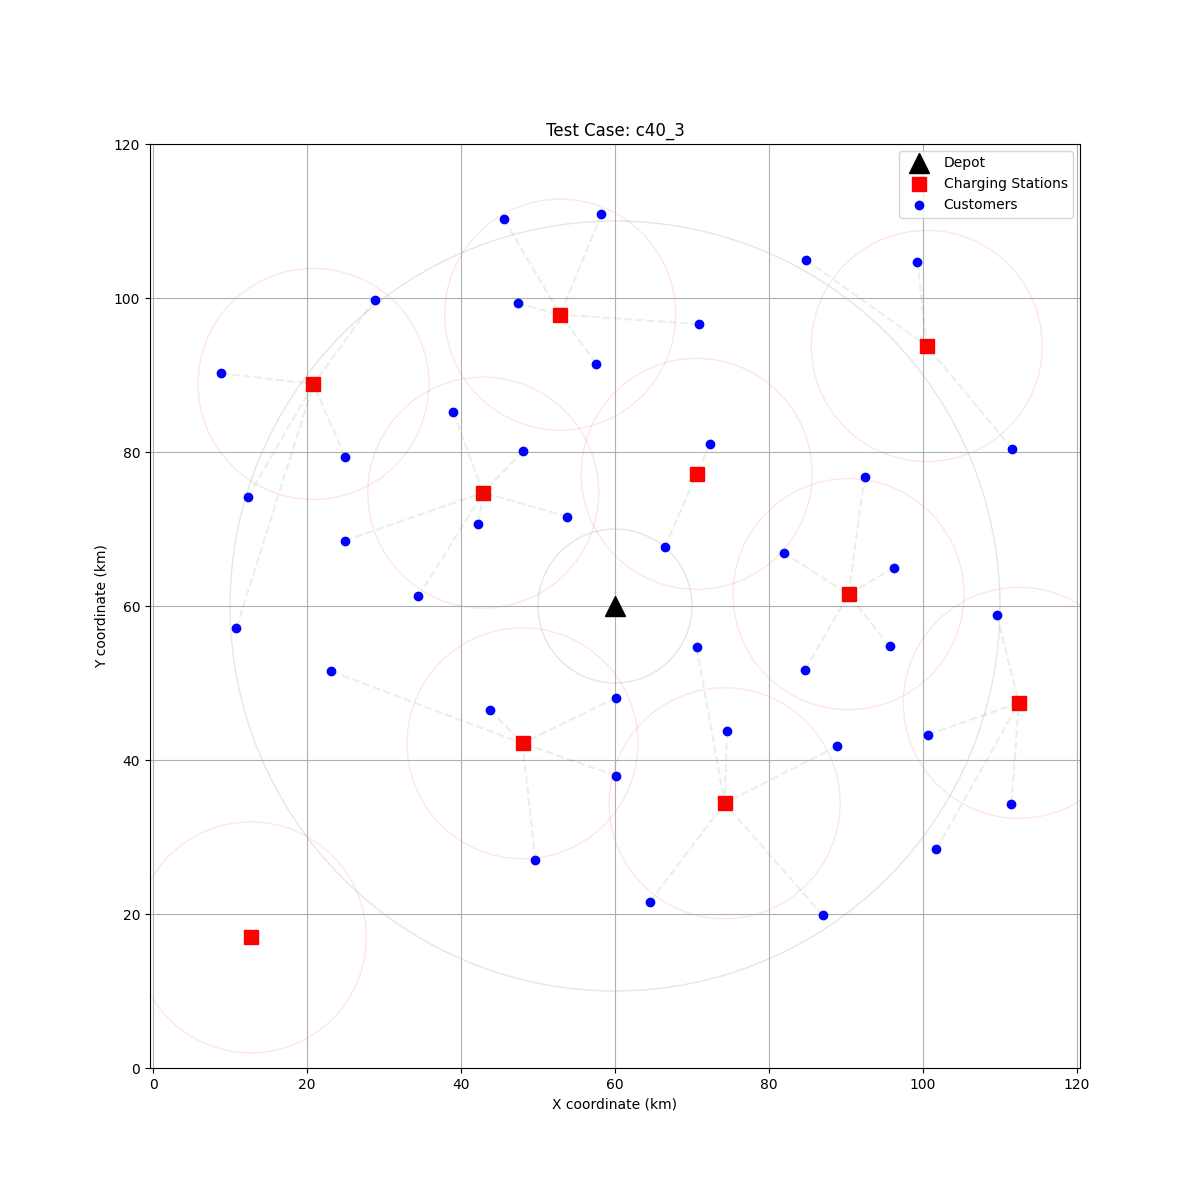 Test Case: c40_3
Depot
Charging Stations
Customers
120
100
80
60
40
20
0
Y coordinate (km)
0 20 40 60 80 100 120
X coordinate (km)